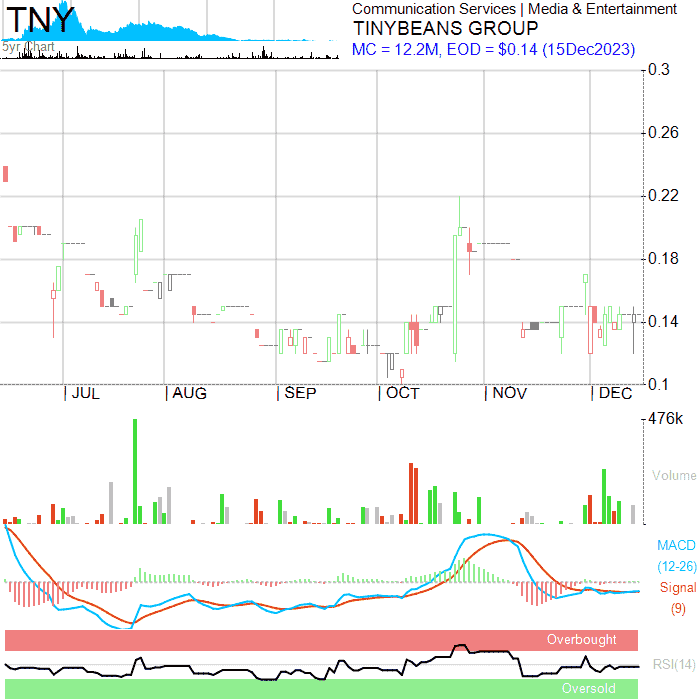 TNY
5yr Chart
Communication Services | Media & Entertainment
TINYBEANS GROUP
MC = 12.2M, EOD = $0.14 (15Dec2023)
0.3
0.26
0.22
0.18
0.14
0.1
JUL
AUG
SEP
OCT
NOV
DEC
476k
Volume
MACD
(12-26)
Signal
(9)
Overbought
RSI(14)
Oversold